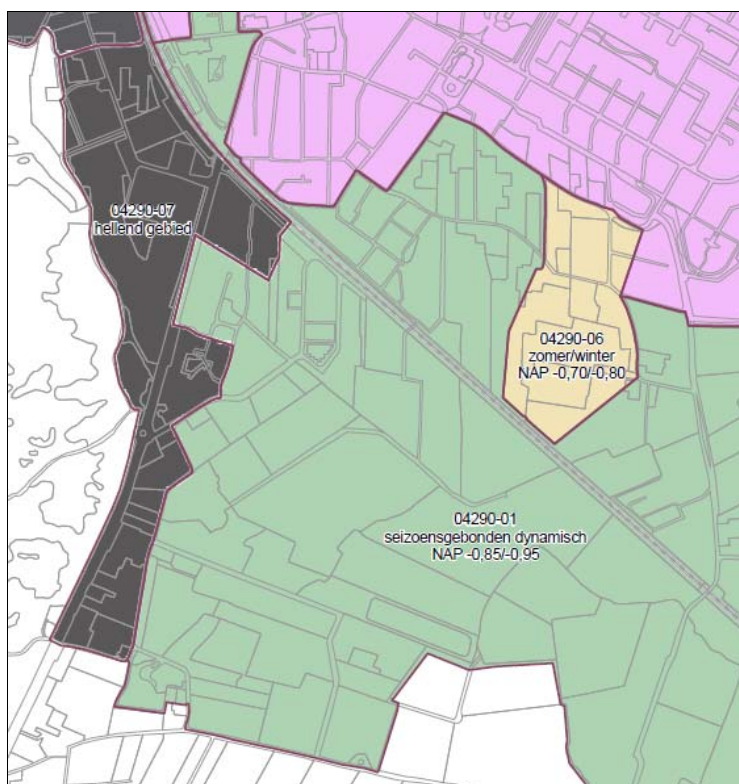 04290-07
hellend gebied
04290-06
zomer/winter
NAP -0,70/-0,80
04290-01
seizoensgebonden dynamisch
NAP -0,85/-0,95